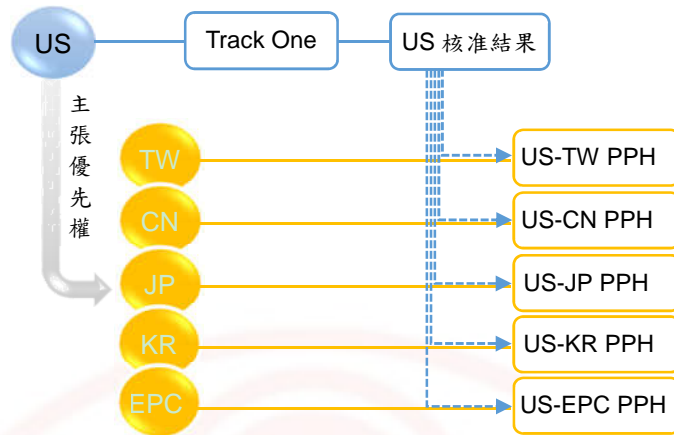 US
Track One
US 核准結果
主張優先權
TW
US-TW PPH
CN
US-CN PPH
JP
US-JP PPH
KR
US-KR PPH
EPC
US-EPC PPH